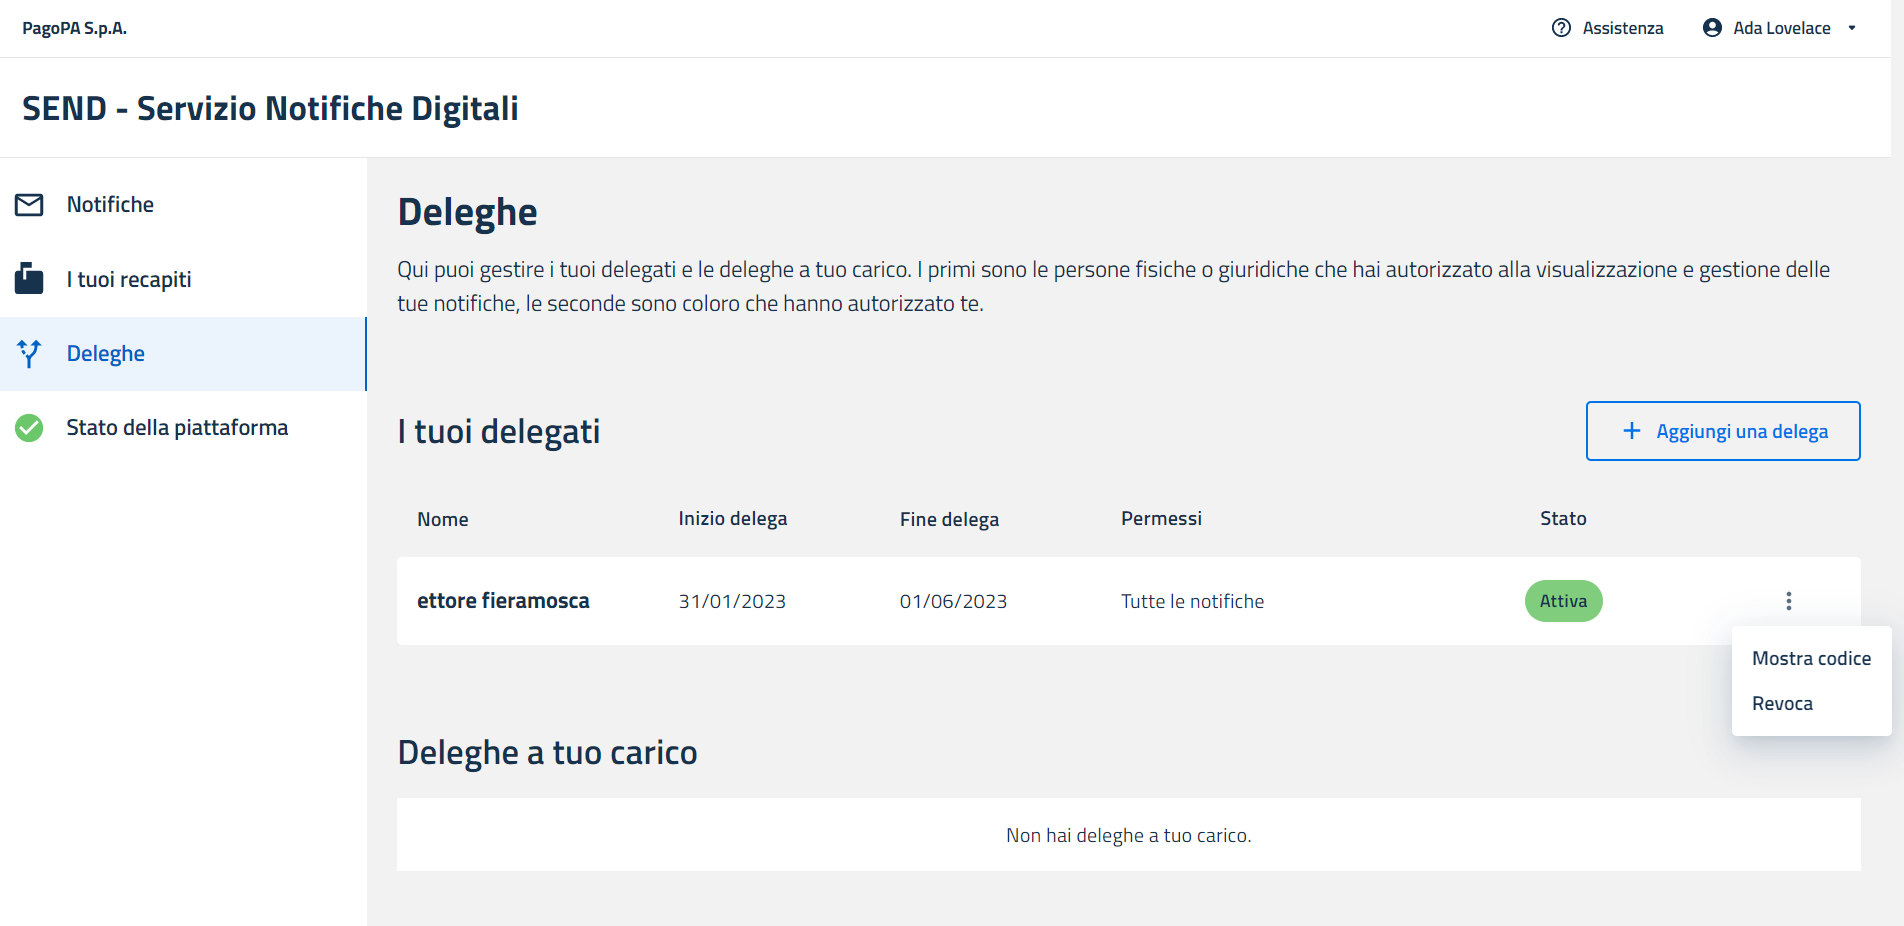 PagoPA S.p.A.
Assistenza
Ada Lovelace
SEND - Servizio Notifiche Digitali
Notifiche
I tuoi recapiti
Deleghe
Stato della piattaforma
Deleghe
Qui puoi gestire i tuoi delegati e le deleghe a tuo carico. I primi sono le persone fisiche o giuridiche che hai autorizzato alla visualizzazione e gestione delle
tue notifiche, le seconde sono coloro che hanno autorizzato te.
I tuoi delegati
Aggiungi una delega
Nome Inizio delega Fine delega Permessi Stato
ettore fieramosca 31/01/2023 01/06/2023 Tutte le notifiche Attiva
Mostra codice
Revoca
Deleghe a tuo carico
Non hai deleghe a tuo carico.